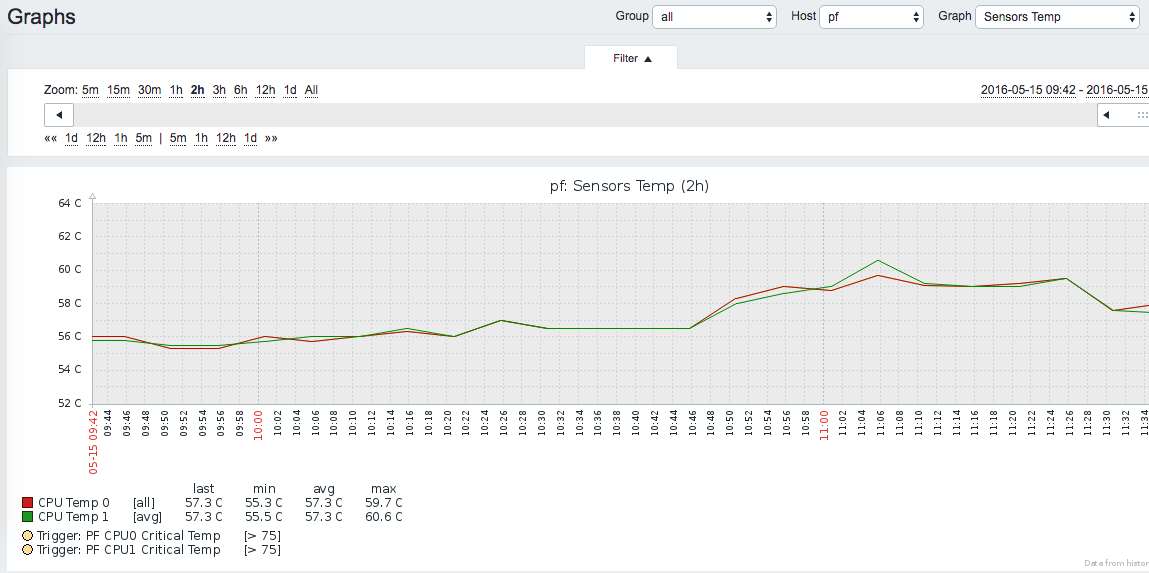 Graphs Group all Host pf Graph Sensors Temp
Filter ▲
Zoom: 5m 15m 30m 1h 2h 3h 6h 12h 1d All 2016-05-15 09:42 - 2016-05-15
«« 1d 12h 1h 5m | 5m 1h 12h 1d »»
pf: Sensors Temp (2h)
64 C
62 C
60 C
58 C
56 C
54 C
52 C
05-15 09:42 09:44 09:46 09:48 09:50 09:52 09:54 09:56 09:58 10:00 10:02 10:04 10:06 10:08 10:10 10:12 10:14 10:16 10:18 10:20 10:22 10:24 10:26 10:28 10:30 10:32 10:34 10:36 10:38 10:40 10:42 10:44 10:46 10:48 10:50 10:52 10:54 10:56 10:58 11:00 11:02 11:04 11:06 11:08 11:10 11:12 11:14 11:16 11:18 11:20 11:22 11:24 11:26 11:28 11:30 11:32 11:34
last min avg max
CPU Temp 0 [all] 57.3 C 55.3 C 57.3 C 59.7 C
CPU Temp 1 [avg] 57.3 C 55.5 C 57.3 C 60.6 C
Trigger: PF CPU0 Critical Temp [> 75]
Trigger: PF CPU1 Critical Temp [> 75]
Data from histor